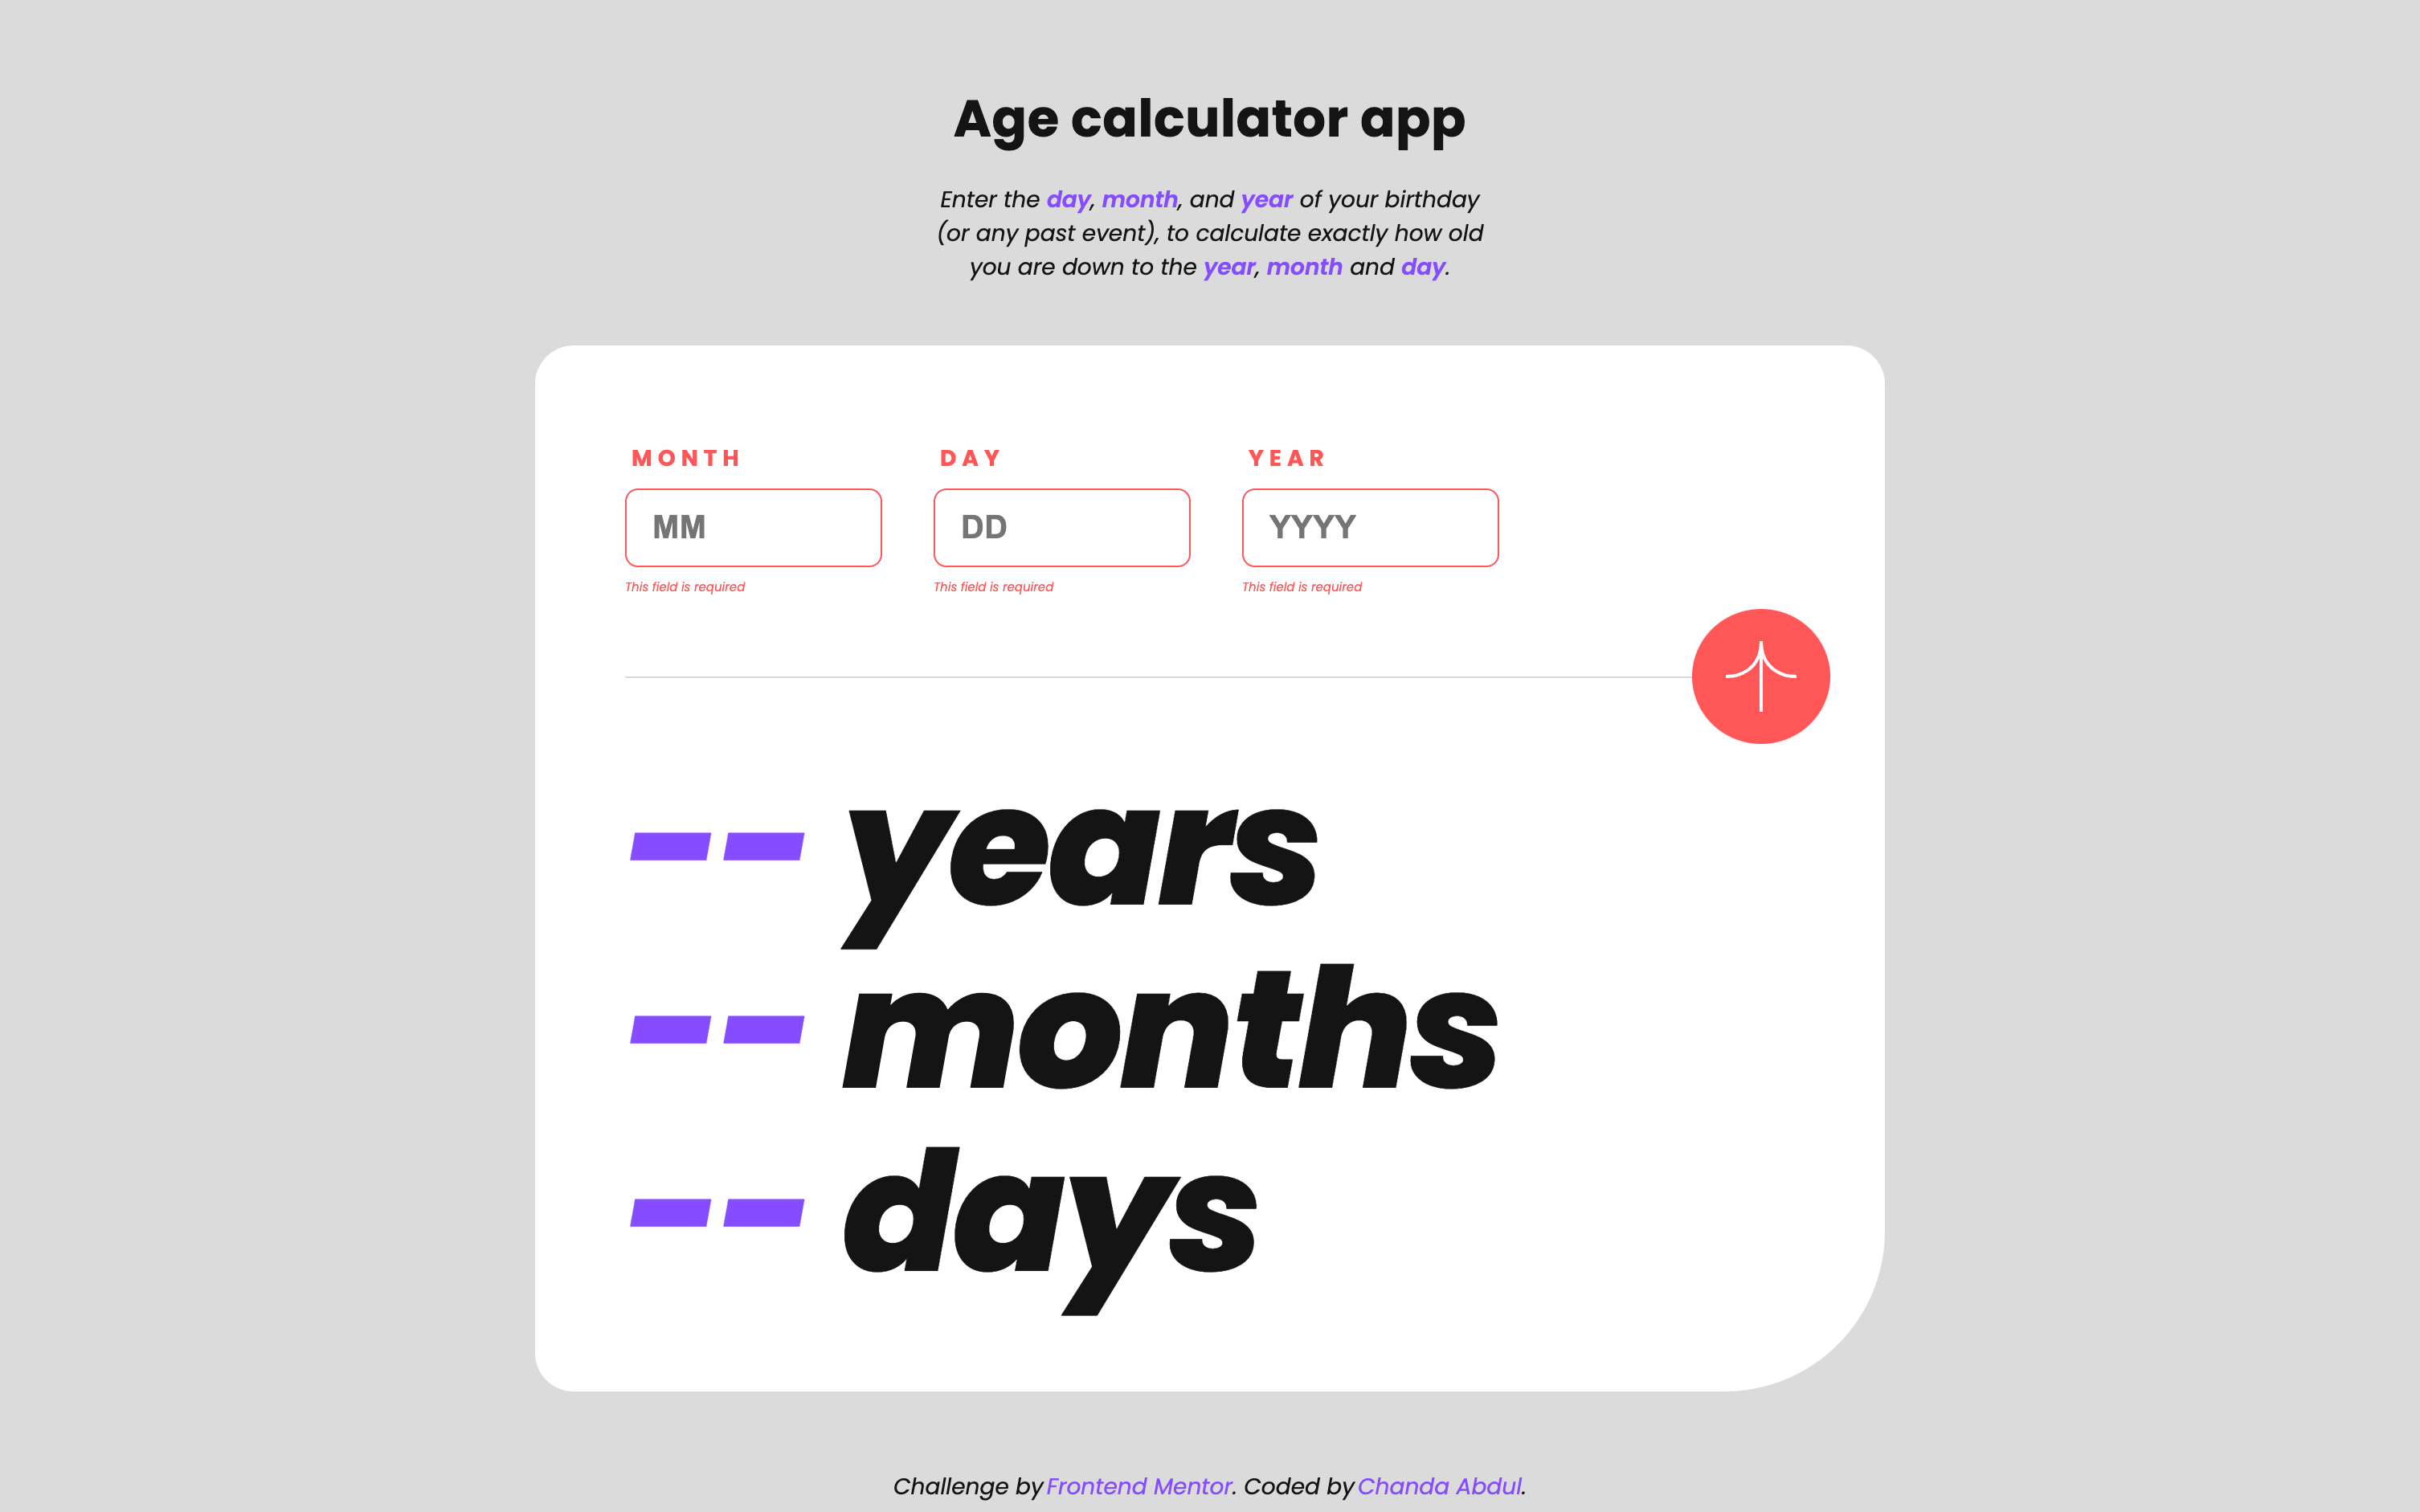 Age calculator app
Enter the day, month, and year of your birthday
(or any past event), to calculate exactly how old
you are down to the year, month and day.
MONTH DAY YEAR
MM DD YYYY
This field is required This field is required This field is required
-- years
-- months
-- days
Challenge by Frontend Mentor. Coded by Chanda Abdul.